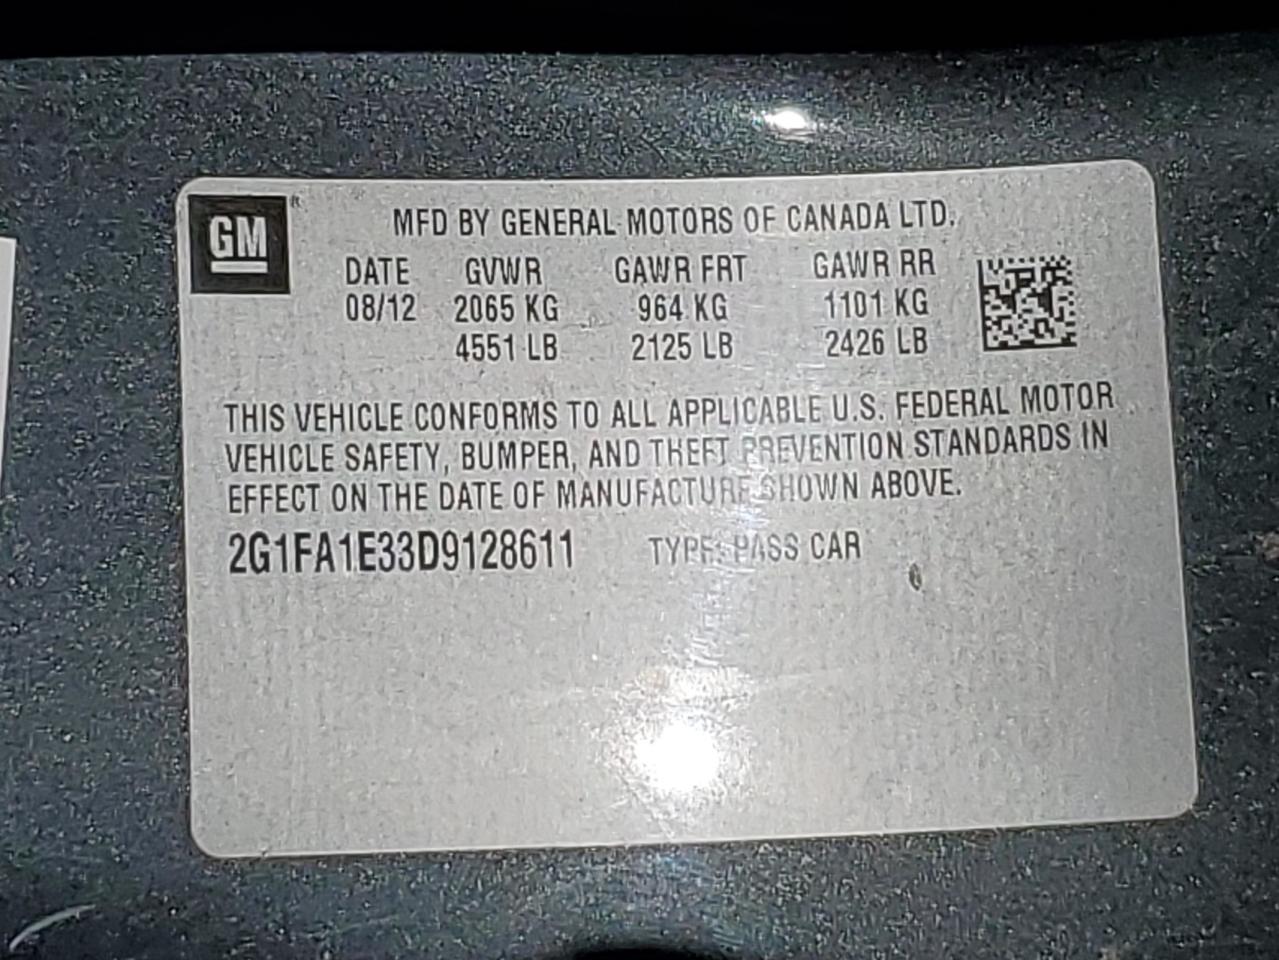 GM®
MFD BY GENERAL MOTORS OF CANADA LTD.
DATE GVWR GAWR FRT GAWR RR
08/12 2065 KG 964 KG 1101 KG
4551 LB 2125 LB 2426 LB
THIS VEHICLE CONFORMS TO ALL APPLICABLE U.S. FEDERAL MOTOR
VEHICLE SAFETY, BUMPER, AND THEFT PREVENTION STANDARDS IN
EFFECT ON THE DATE OF MANUFACTURE SHOWN ABOVE.
2G1FA1E33D9128611 TYPE: PASS CAR